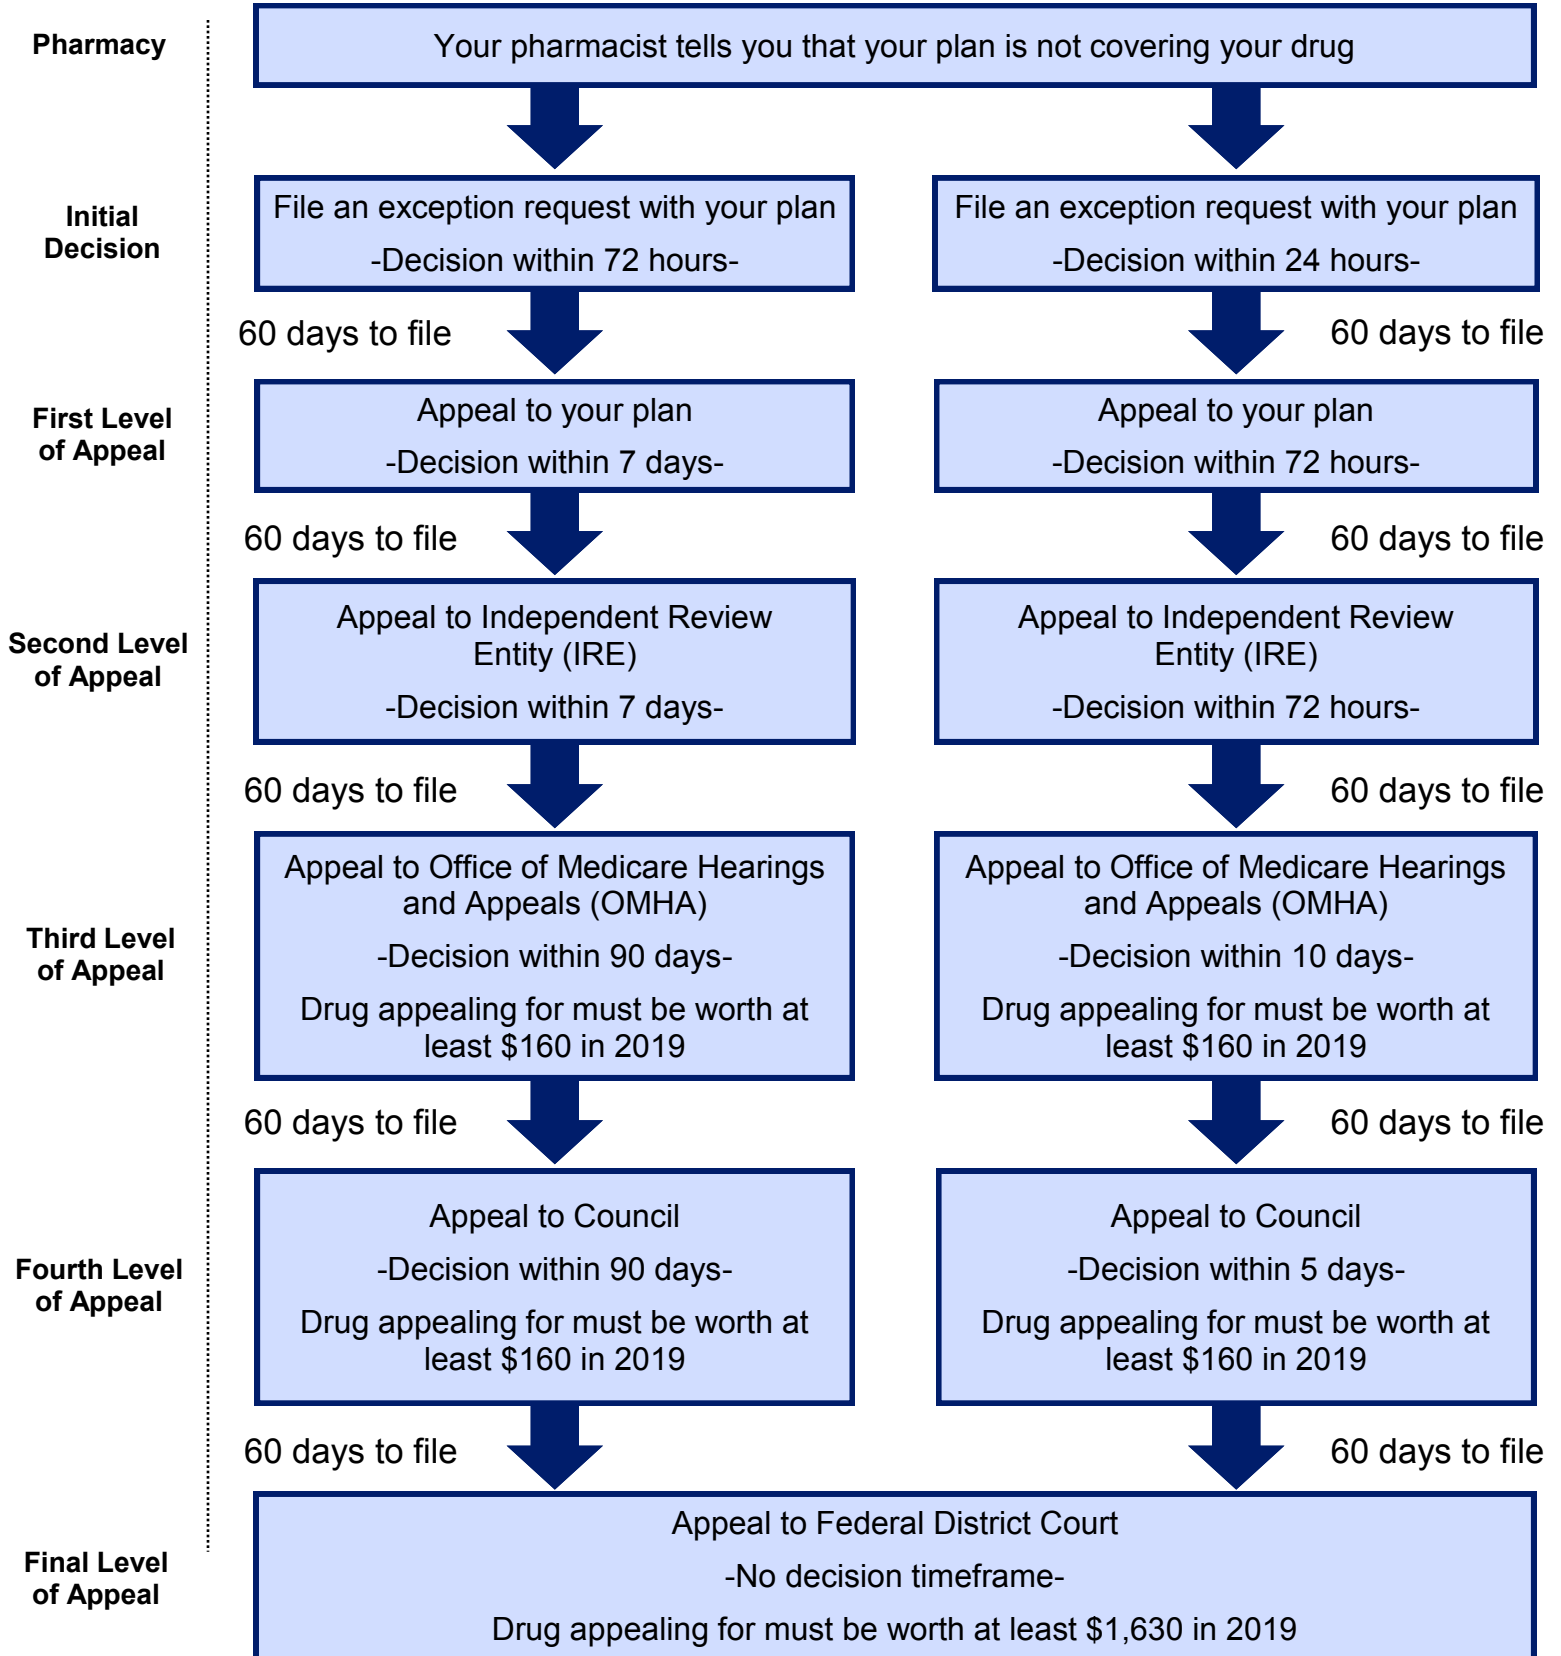 Pharmacy
Your pharmacist tells you that your plan is not covering your drug
Initial
Decision
File an exception request with your plan
-Decision within 72 hours-
File an exception request with your plan
-Decision within 24 hours-
60 days to file
60 days to file
First Level
of Appeal
Appeal to your plan
-Decision within 7 days-
Appeal to your plan
-Decision within 72 hours-
60 days to file
60 days to file
Second Level
of Appeal
Appeal to Independent Review
Entity (IRE)
-Decision within 7 days-
Appeal to Independent Review
Entity (IRE)
-Decision within 72 hours-
60 days to file
60 days to file
Third Level
of Appeal
Appeal to Office of Medicare Hearings
and Appeals (OMHA)
-Decision within 90 days-
Drug appealing for must be worth at
least $160 in 2019
Appeal to Office of Medicare Hearings
and Appeals (OMHA)
-Decision within 10 days-
Drug appealing for must be worth at
least $160 in 2019
60 days to file
60 days to file
Fourth Level
of Appeal
Appeal to Council
-Decision within 90 days-
Drug appealing for must be worth at
least $160 in 2019
Appeal to Council
-Decision within 5 days-
Drug appealing for must be worth at
least $160 in 2019
60 days to file
60 days to file
Final Level
of Appeal
Appeal to Federal District Court
-No decision timeframe-
Drug appealing for must be worth at least $1,630 in 2019